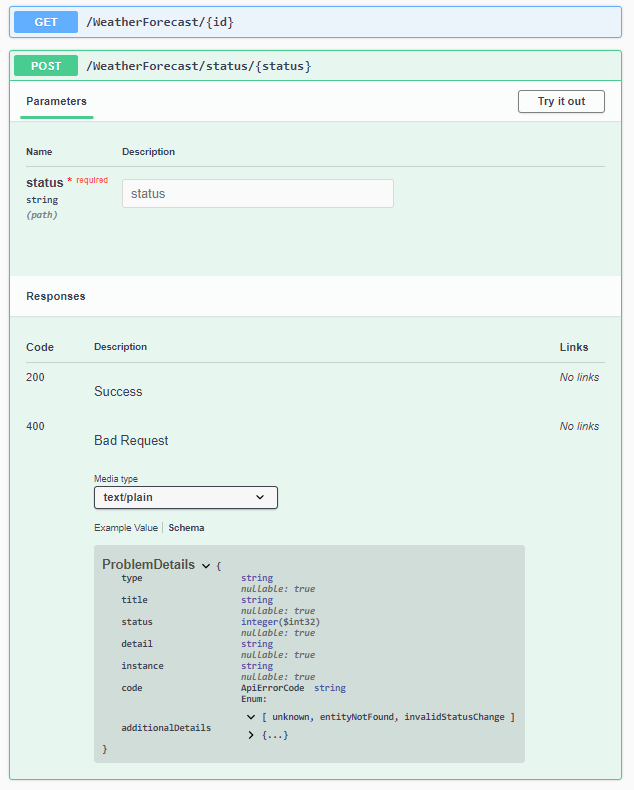 GET /WeatherForecast/{id}
POST /WeatherForecast/status/{status}
Parameters Try it out
Name Description
status * required status
string
(path)
Responses
Code Description Links
200 No links
Success
400 No links
Bad Request
Media type
text/plain
Example Value Schema
ProblemDetails {
type string
nullable: true
title string
nullable: true
status integer($int32)
nullable: true
detail string
nullable: true
instance string
nullable: true
code ApiErrorCode string
Enum:
[ unknown, entityNotFound, invalidStatusChange ]
additionalDetails {...}
}